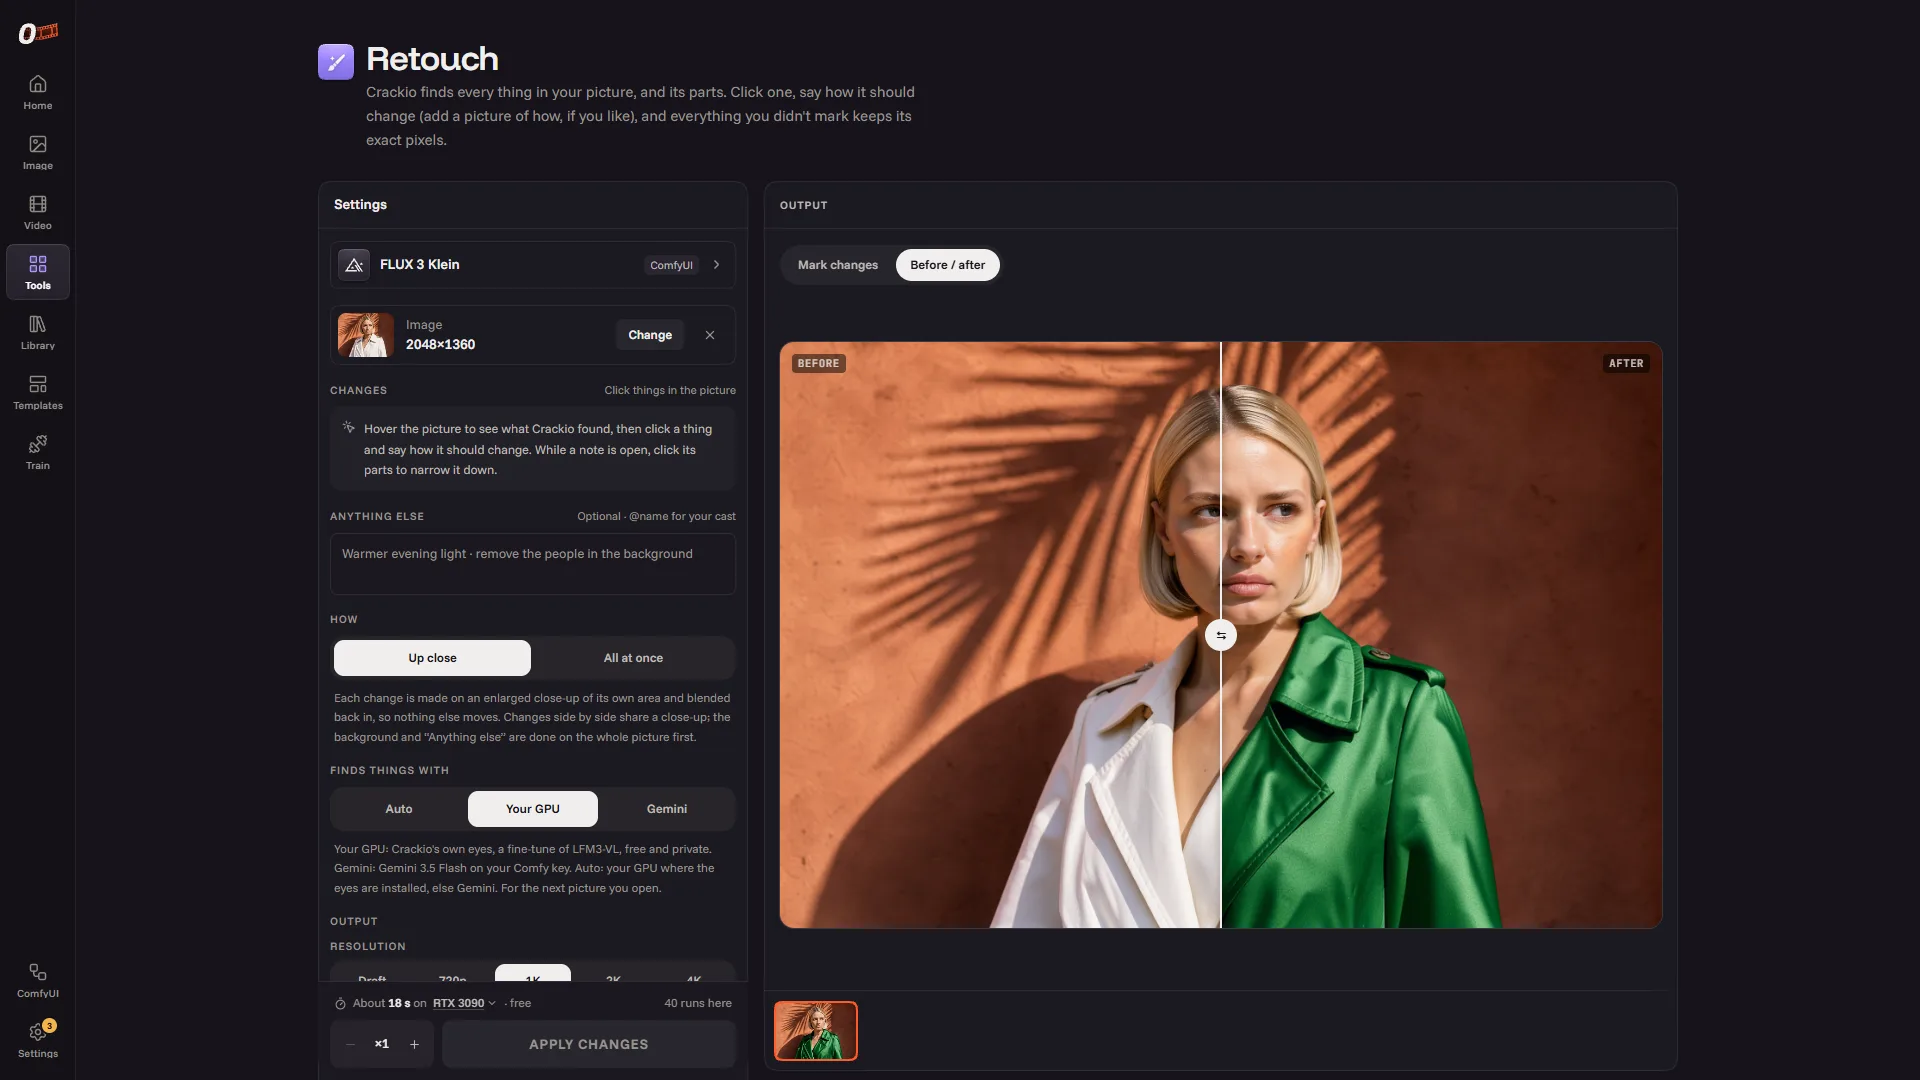 Home
Image
Video
Tools
Library
Templates
Train
ComfyUI
3
Settings
Retouch
Crackio finds every thing in your picture, and its parts. Click one, say how it should
change (add a picture of how, if you like), and everything you didn't mark keeps its
exact pixels.
Settings
FLUX 3 Klein
ComfyUI
Image
2048×1360
Change
CHANGES
Click things in the picture
Hover the picture to see what Crackio found, then click a thing
and say how it should change. While a note is open, click its
parts to narrow it down.
ANYTHING ELSE
Optional · @name for your cast
Warmer evening light · remove the people in the background
HOW
Up close
All at once
Each change is made on an enlarged close-up of its own area and blended
back in, so nothing else moves. Changes side by side share a close-up; the
background and "Anything else" are done on the whole picture first.
FINDS THINGS WITH
Auto
Your GPU
Gemini
Your GPU: Crackio's own eyes, a fine-tune of LFM3-VL, free and private.
Gemini: Gemini 3.5 Flash on your Comfy key. Auto: your GPU where the
eyes are installed, else Gemini. For the next picture you open.
OUTPUT
RESOLUTION
Draft
720p
1K
2K
4K
About 18 s on RTX 3090 · free
40 runs here
×1
APPLY CHANGES
OUTPUT
Mark changes
Before / after
BEFORE
AFTER